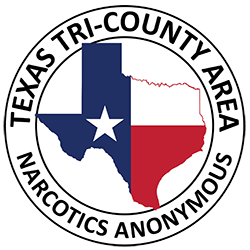 TEXAS TRI-COUNTY AREA
NARCOTICS ANONYMOUS